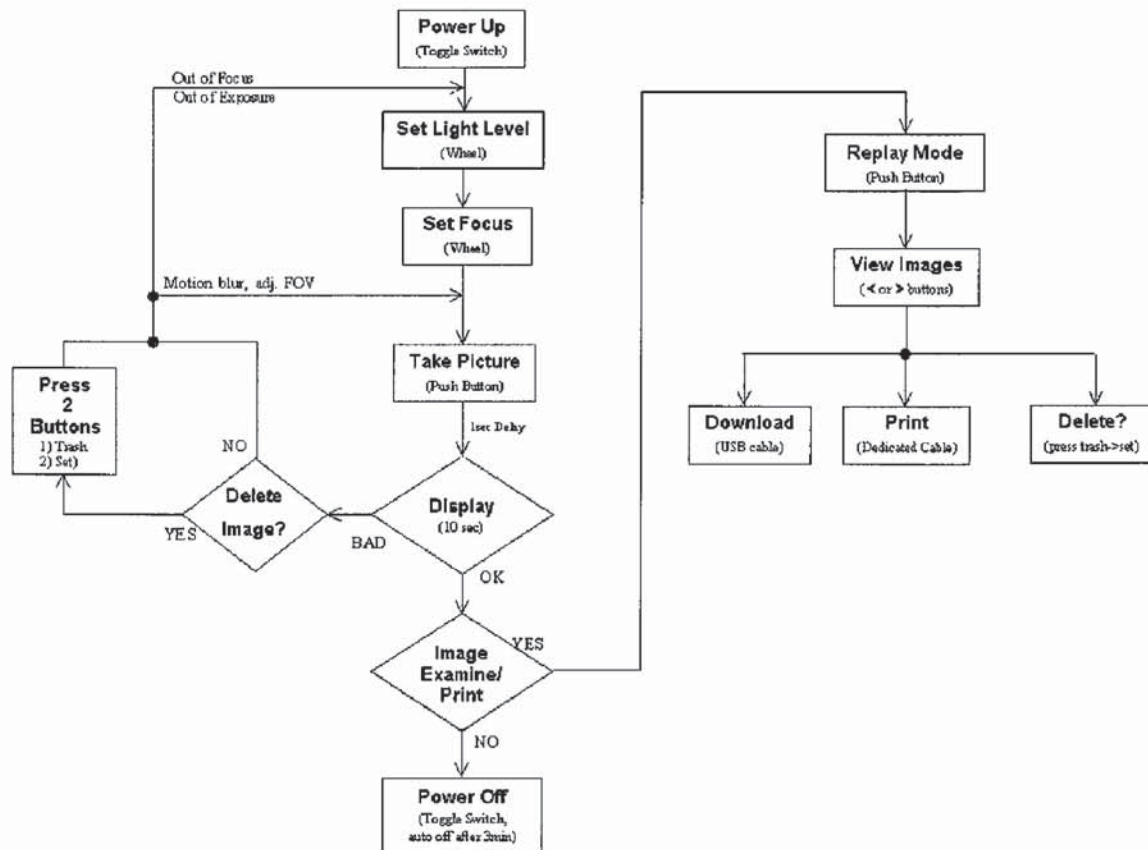 Power Up
(Toggle Switch)
Out of Focus
Out of Exposure
Set Light Level
(Wheel)
Set Focus
(Wheel)
Motion blur, adj. FOV
Take Picture
(Push Button)
1sec Delay
Display
(10 sec)
BAD
OK
Delete
Image?
NO
YES
Press
2
Buttons
1) Trash
2) Set)
Image
Examine/
Print
YES
NO
Power Off
(Toggle Switch,
auto off after 3min)
Replay Mode
(Push Button)
View Images
(< or > buttons)
Download
(USB cable)
Print
(Dedicated Cable)
Delete?
(press trash->set)